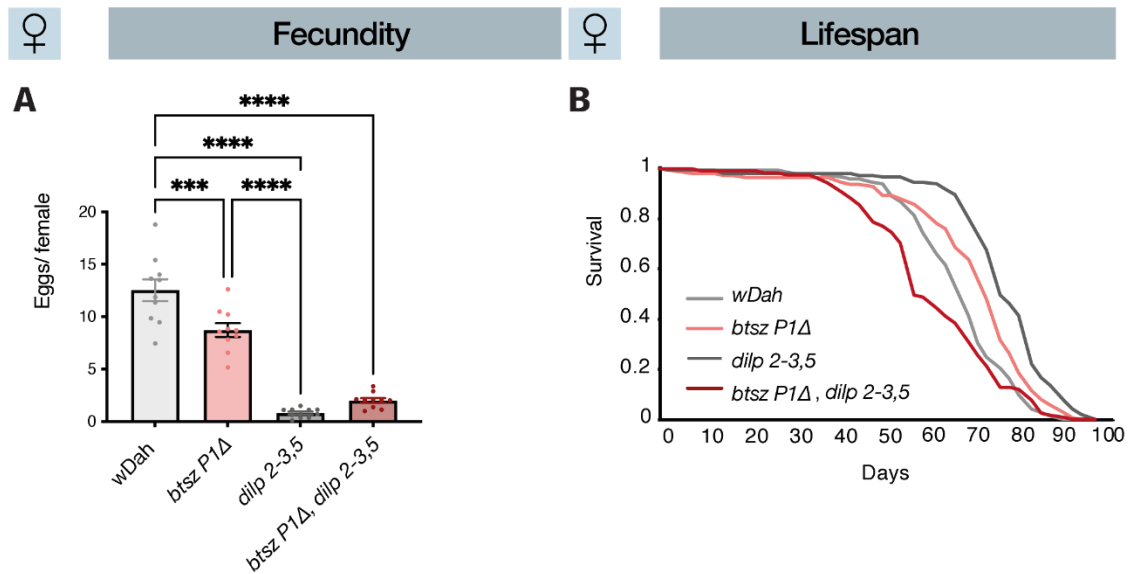 ♀ Fecundity ♀ Lifespan
A
B
****
****
*** ****
Eggs/ female
20
15
10
5
0
wDah
btsz P1Δ
dilp 2-3,5
btsz P1Δ, dilp 2-3,5
Survival
1
0.8
0.6
0.4
0.2
0
wDah
btsz P1Δ
dilp 2-3,5
btsz P1Δ , dilp 2-3,5
0 10 20 30 40 50 60 70 80 90 100
Days